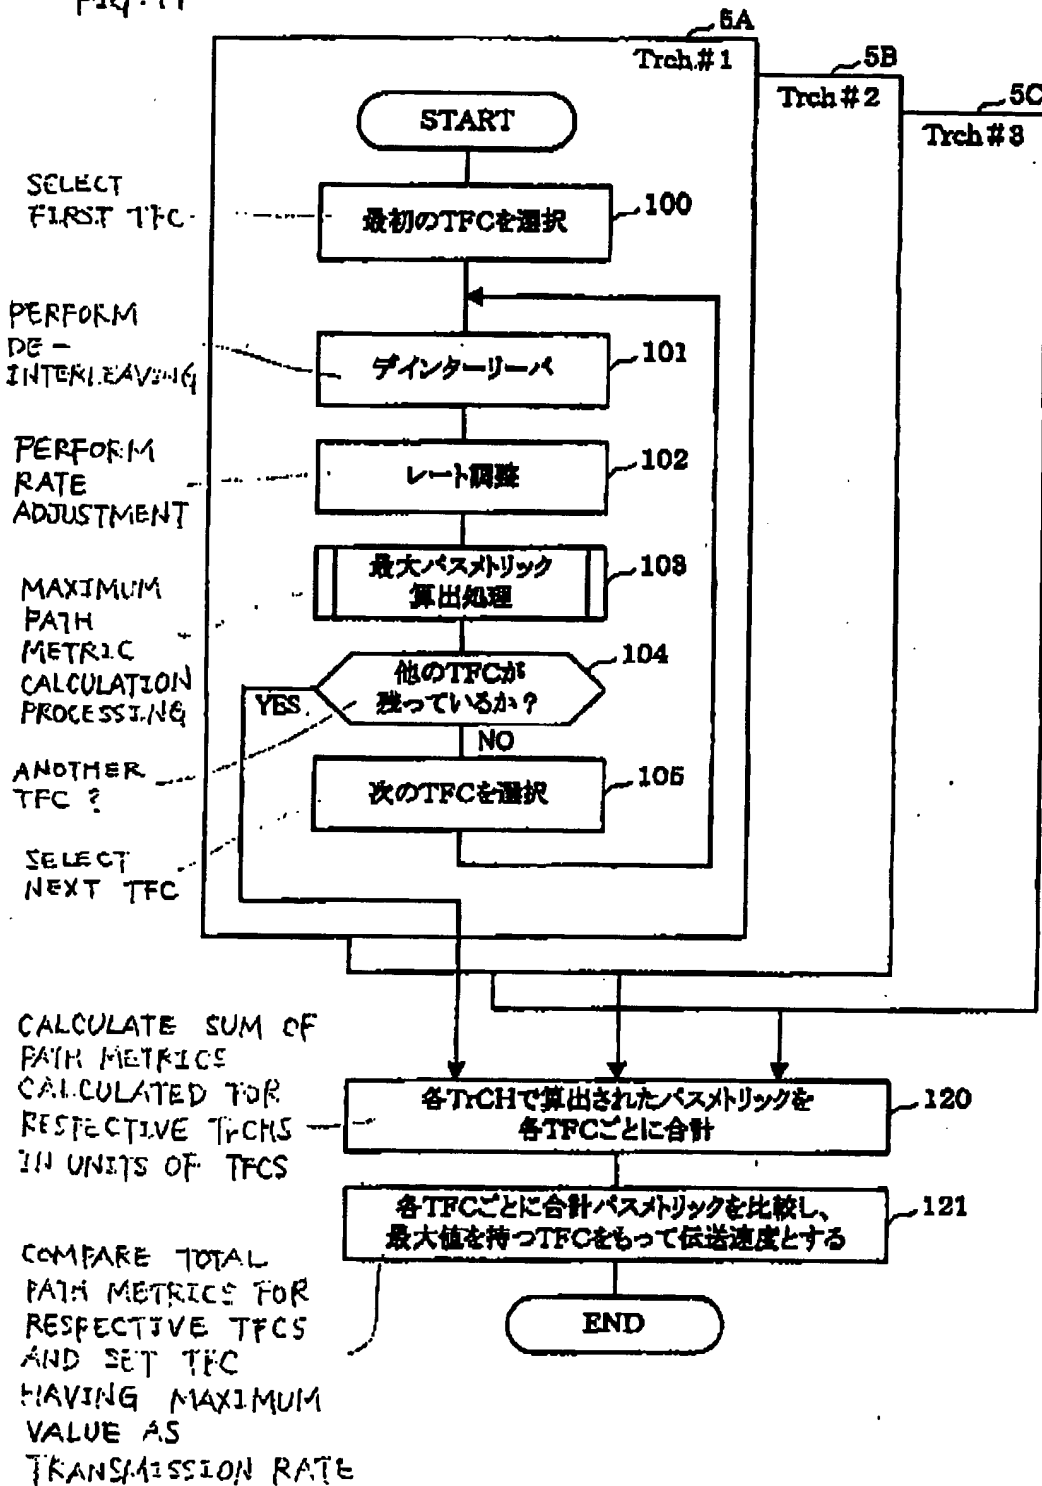 5A
Trch#1
5B
Trch#2
5C
Trch#3
START
SELECT
FIRST TFC
最初のTFCを選択
100
PERFORM
DE-
INTERLEAVING
デインターリーバ
101
PERFORM
RATE
ADJUSTMENT
レート調整
102
MAXIMUM
PATH
METRIC
CALCULATION
PROCESSING
最大パスメトリック
算出処理
103
ANOTHER
TFC ?
他のTFCが
残っているか?
104
YES
NO
SELECT
NEXT TFC
次のTFCを選択
105
CALCULATE SUM OF
PATH METRICS
CALCULATED FOR
RESPECTIVE TrCHS
IN UNITS OF TFCS
各TrCHで算出されたパスメトリックを
各TFCごとに合計
120
COMPARE TOTAL
PATH METRICS FOR
RESPECTIVE TFCS
AND SET TFC
HAVING MAXIMUM
VALUE AS
TRANSMISSION RATE
各TFCごとに合計パスメトリックを比較し、
最大値を持つTFCをもって伝送速度とする
121
END